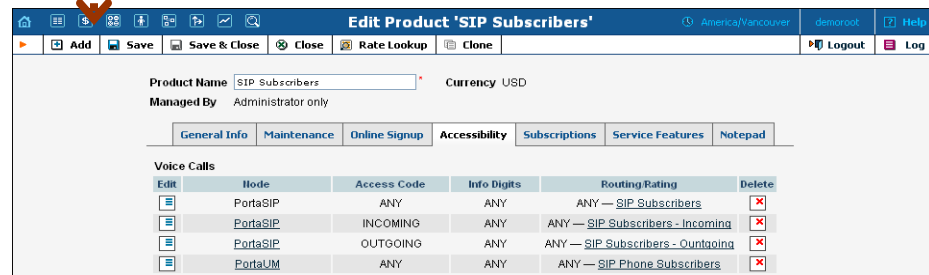 Edit Product 'SIP Subscribers' America/Vancouver demoroot Help
Add Save Save & Close Close Rate Lookup Clone Logout Log
Product Name SIP Subscribers * Currency USD
Managed By Administrator only
General Info Maintenance Online Signup Accessibility Subscriptions Service Features Notepad
Voice Calls
Edit Node Access Code Info Digits Routing/Rating Delete
PortaSIP ANY ANY ANY — SIP Subscribers
PortaSIP INCOMING ANY ANY — SIP Subscribers - Incoming
PortaSIP OUTGOING ANY ANY — SIP Subscribers - Ountgoing
PortaUM ANY ANY ANY — SIP Phone Subscribers